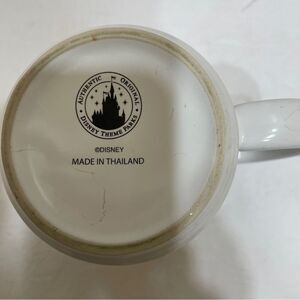 AUTHENTIC ORIGINAL
DISNEY THEME PARKS
©DISNEY
MADE IN THAILAND